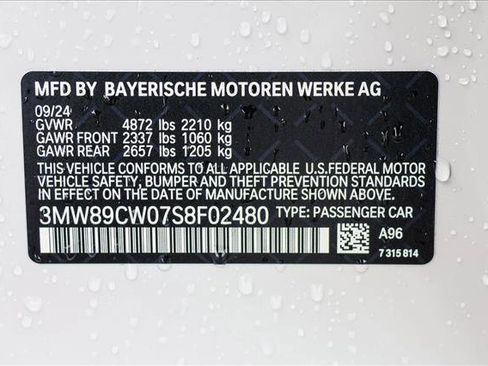 MFD BY BAYERISCHE MOTOREN WERKE AG
09/24
GVWR 4872 lbs 2210 kg
GAWR FRONT 2337 lbs 1060 kg
GAWR REAR 2657 lbs 1205 kg
THIS VEHICLE CONFORMS TO ALL APPLICABLE U.S.FEDERAL MOTOR
VEHICLE SAFETY, BUMPER AND THEFT PREVENTION STANDARDS
IN EFFECT ON THE DATE OF MANUFACTURE SHOWN ABOVE.
3MW89CW07S8F02480 TYPE: PASSENGER CAR
A96
7 315 814